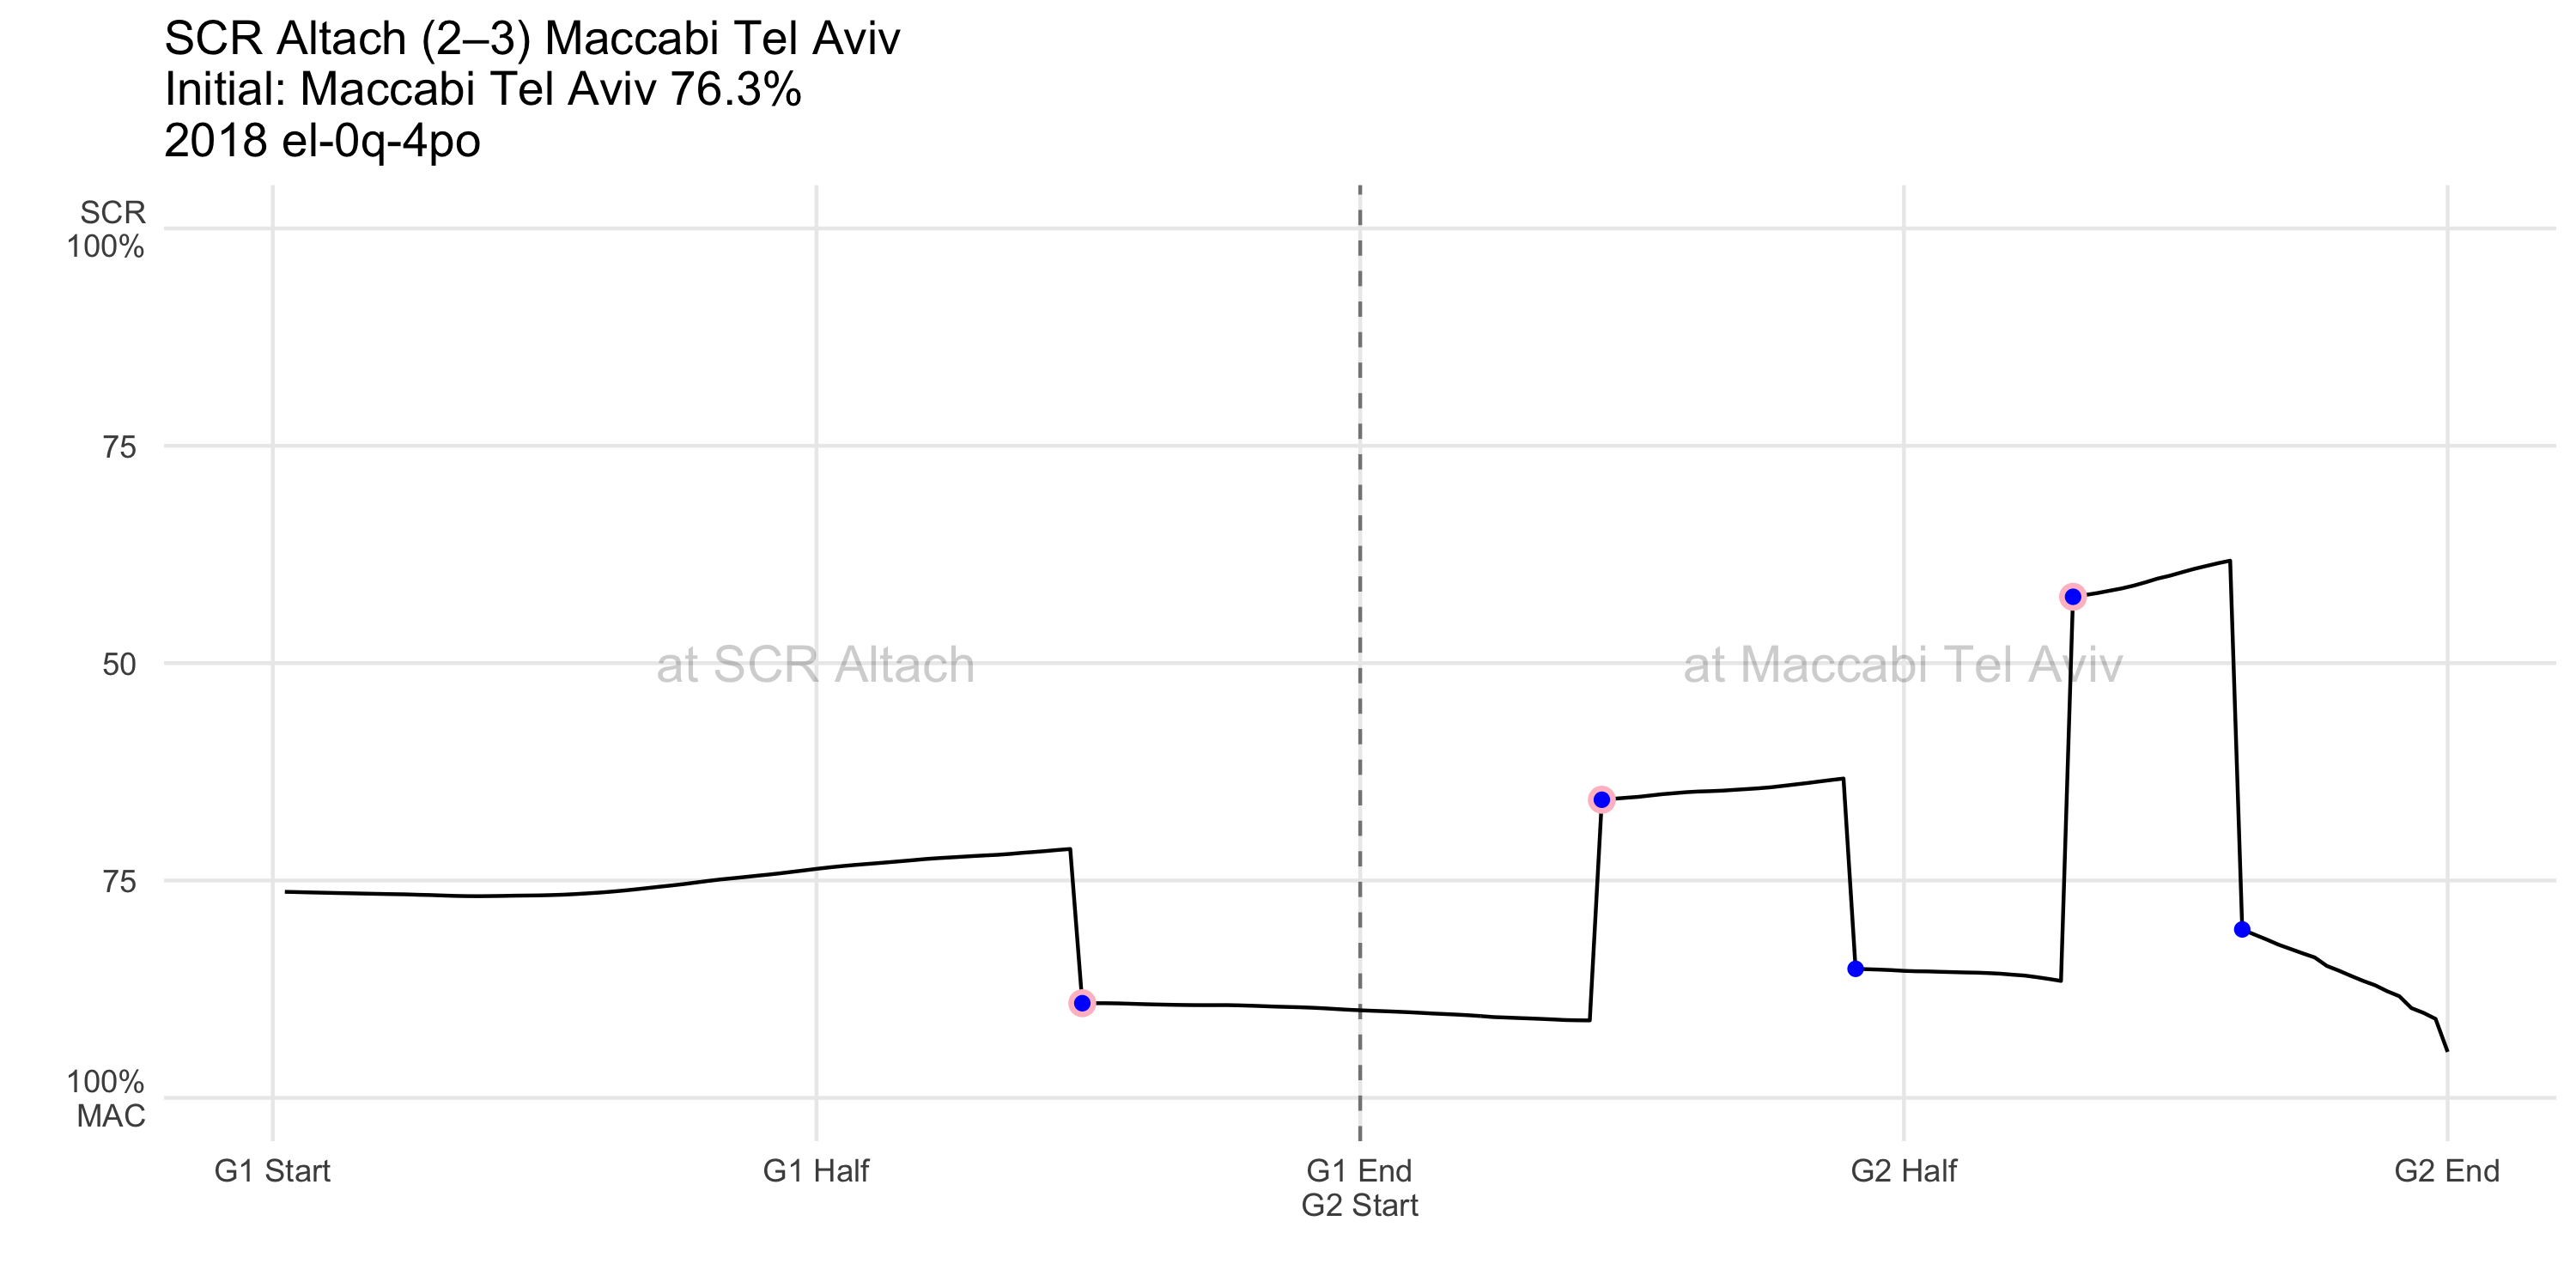 SCR Altach (2–3) Maccabi Tel Aviv
Initial: Maccabi Tel Aviv 76.3%
2018 el-0q-4po
SCR
100%
75
50
75
100%
MAC
at SCR Altach
at Maccabi Tel Aviv
G1 Start
G1 Half
G1 End
G2 Start
G2 Half
G2 End